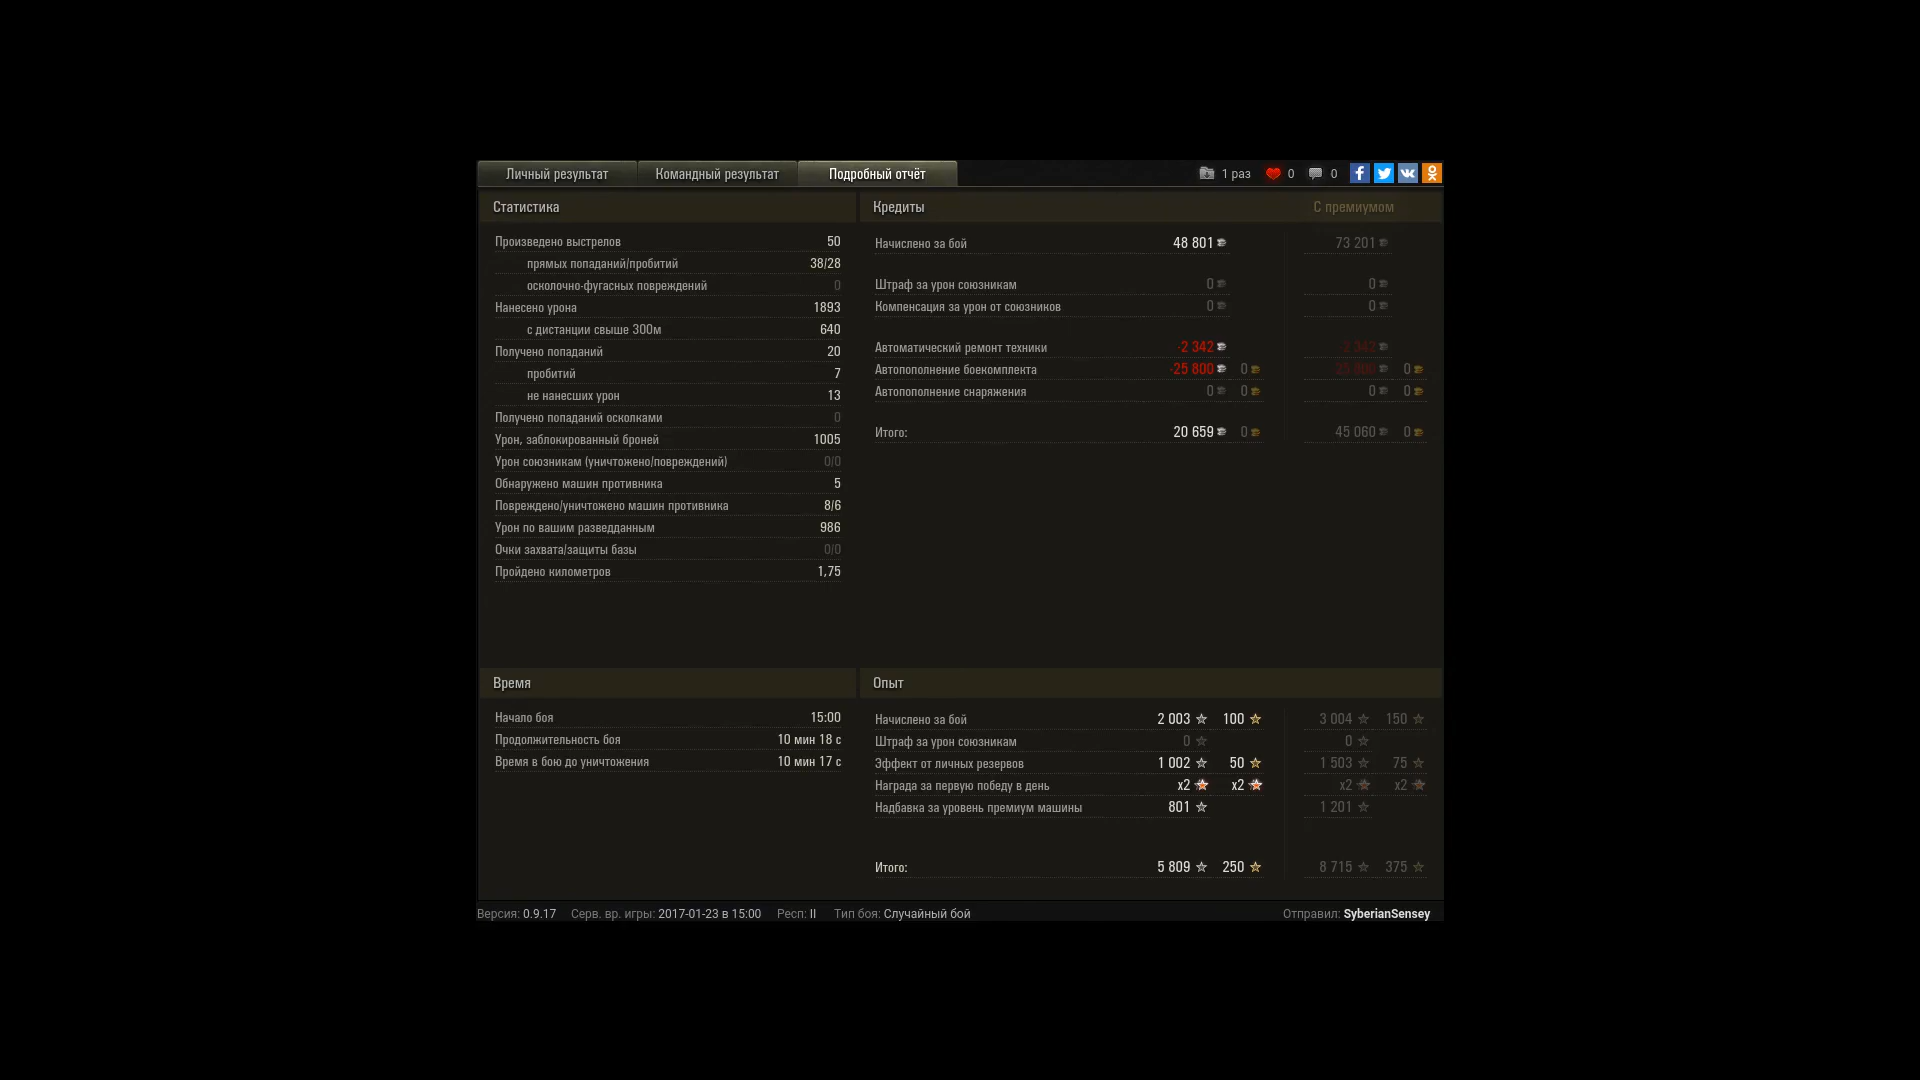 Личный результат Командный результат Подробный отчёт 1 раз 0 0
Статистика
Произведено выстрелов 50
прямых попаданий/пробитий 38/28
осколочно-фугасных повреждений 0
Нанесено урона 1893
с дистанции свыше 300м 640
Получено попаданий 20
пробитий 7
не нанесших урон 13
Получено попаданий осколками 0
Урон, заблокированный броней 1005
Урон союзникам (уничтожено/повреждений) 0/0
Обнаружено машин противника 5
Повреждено/уничтожено машин противника 8/6
Урон по вашим разведданным 986
Очки захвата/защиты базы 0/0
Пройдено километров 1,75
Кредиты С премиумом
Начислено за бой 48 801 73 201
Штраф за урон союзникам 0 0
Компенсация за урон от союзников 0 0
Автоматический ремонт техники -2 342 -2 342
Автопополнение боекомплекта -25 800 0 -25 800 0
Автопополнение снаряжения 0 0 0 0
Итого: 20 659 0 45 060 0
Время
Начало боя 15:00
Продолжительность боя 10 мин 18 с
Время в бою до уничтожения 10 мин 17 с
Опыт
Начислено за бой 2 003 100 3 004 150
Штраф за урон союзникам 0 0
Эффект от личных резервов 1 002 50 1 503 75
Награда за первую победу в день x2 x2 x2 x2
Надбавка за уровень премиум машины 801 1 201
Итого: 5 809 250 8 715 375
Версия: 0.9.17 Серв. вр. игры: 2017-01-23 в 15:00 Респ: II Тип боя: Случайный бой Отправил: SyberianSensey